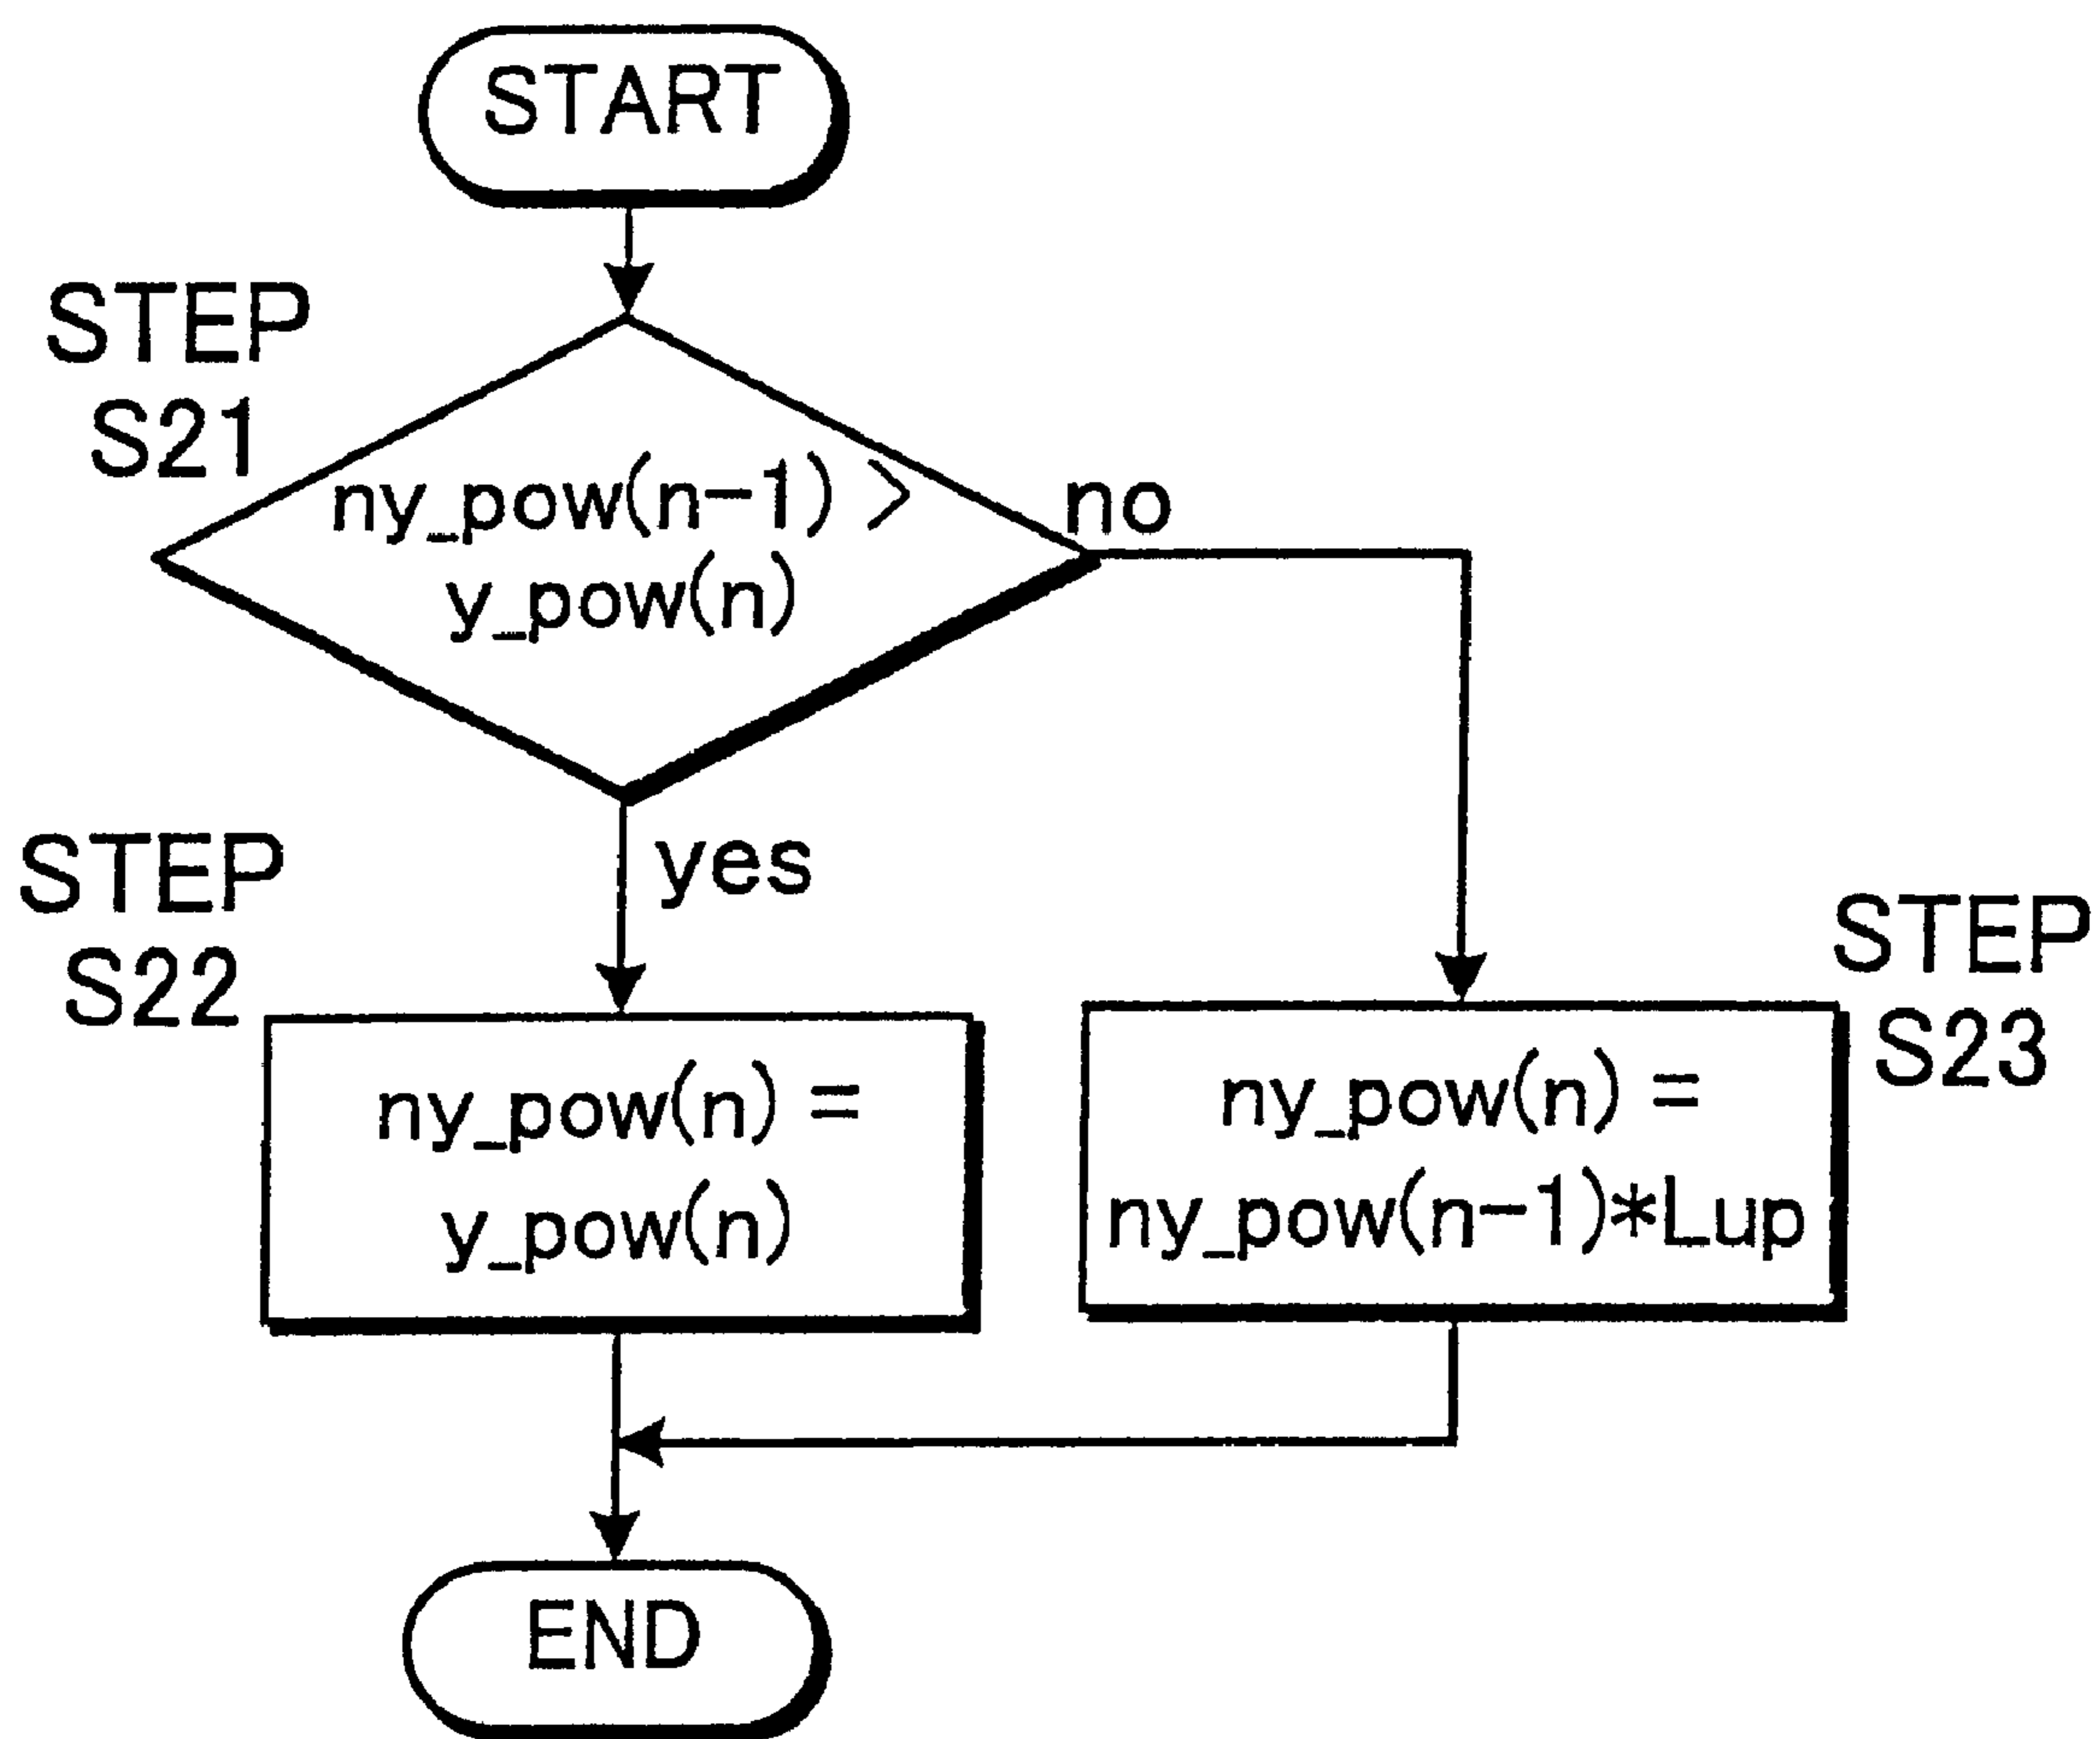 START
STEP
S21
ny_pow(n-1) >
y_pow(n)
no
yes
STEP
S22
ny_pow(n) =
y_pow(n)
STEP
S23
ny_pow(n) =
ny_pow(n-1)*Lup
END